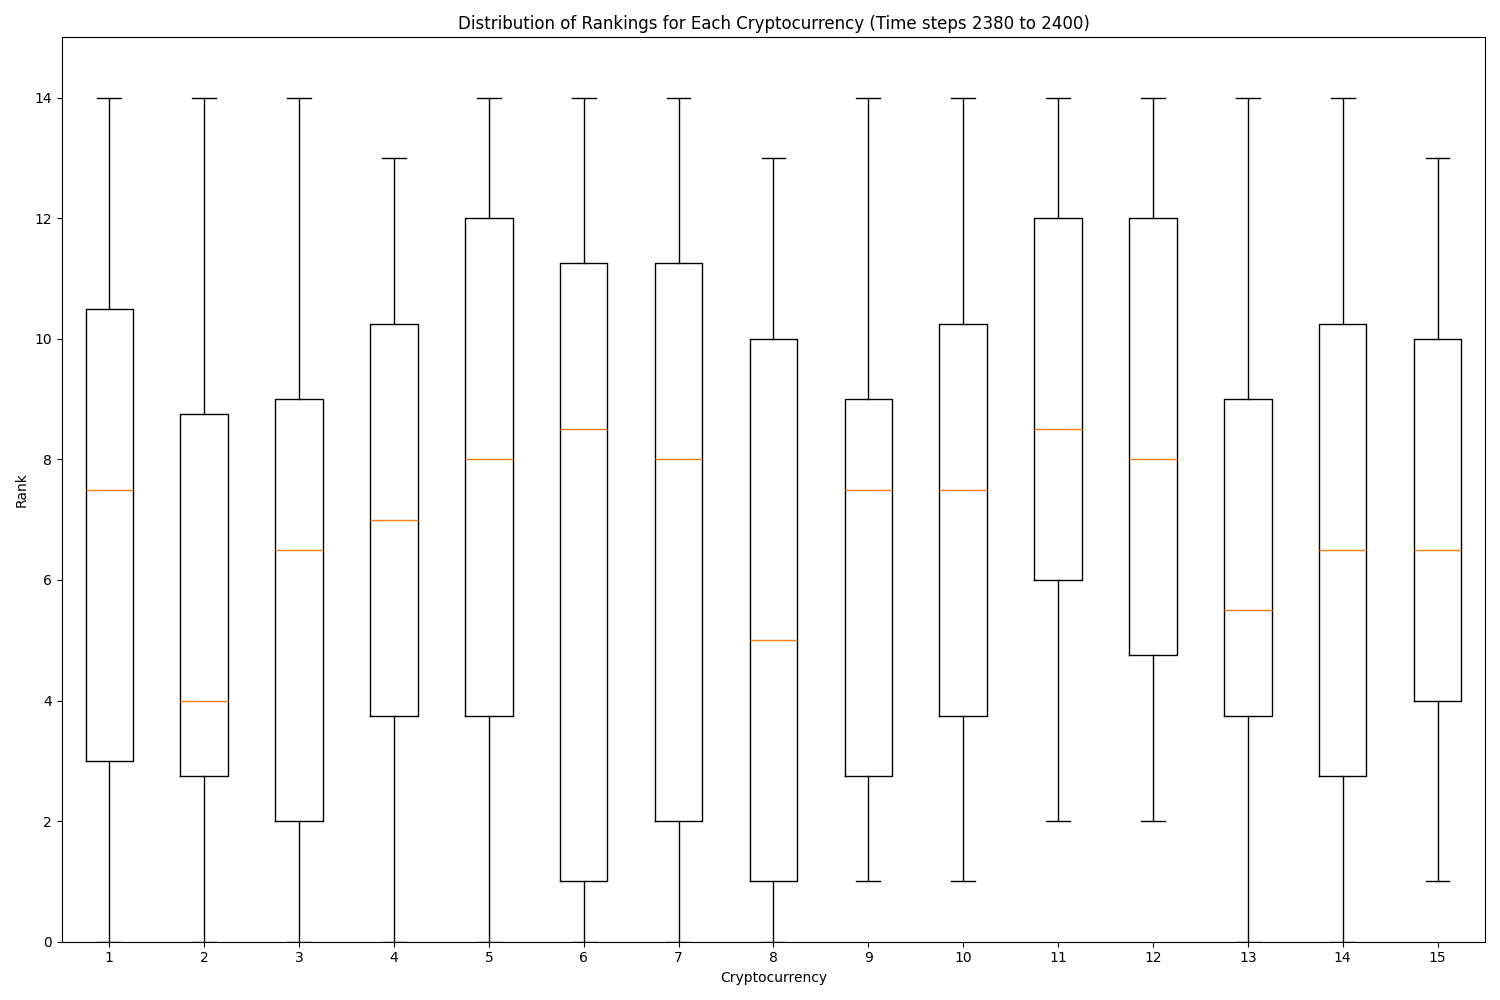 Distribution of Rankings for Each Cryptocurrency (Time steps 2380 to 2400)
14
12
10
8
6
4
2
0
Rank
1 2 3 4 5 6 7 8 9 10 11 12 13 14 15
Cryptocurrency